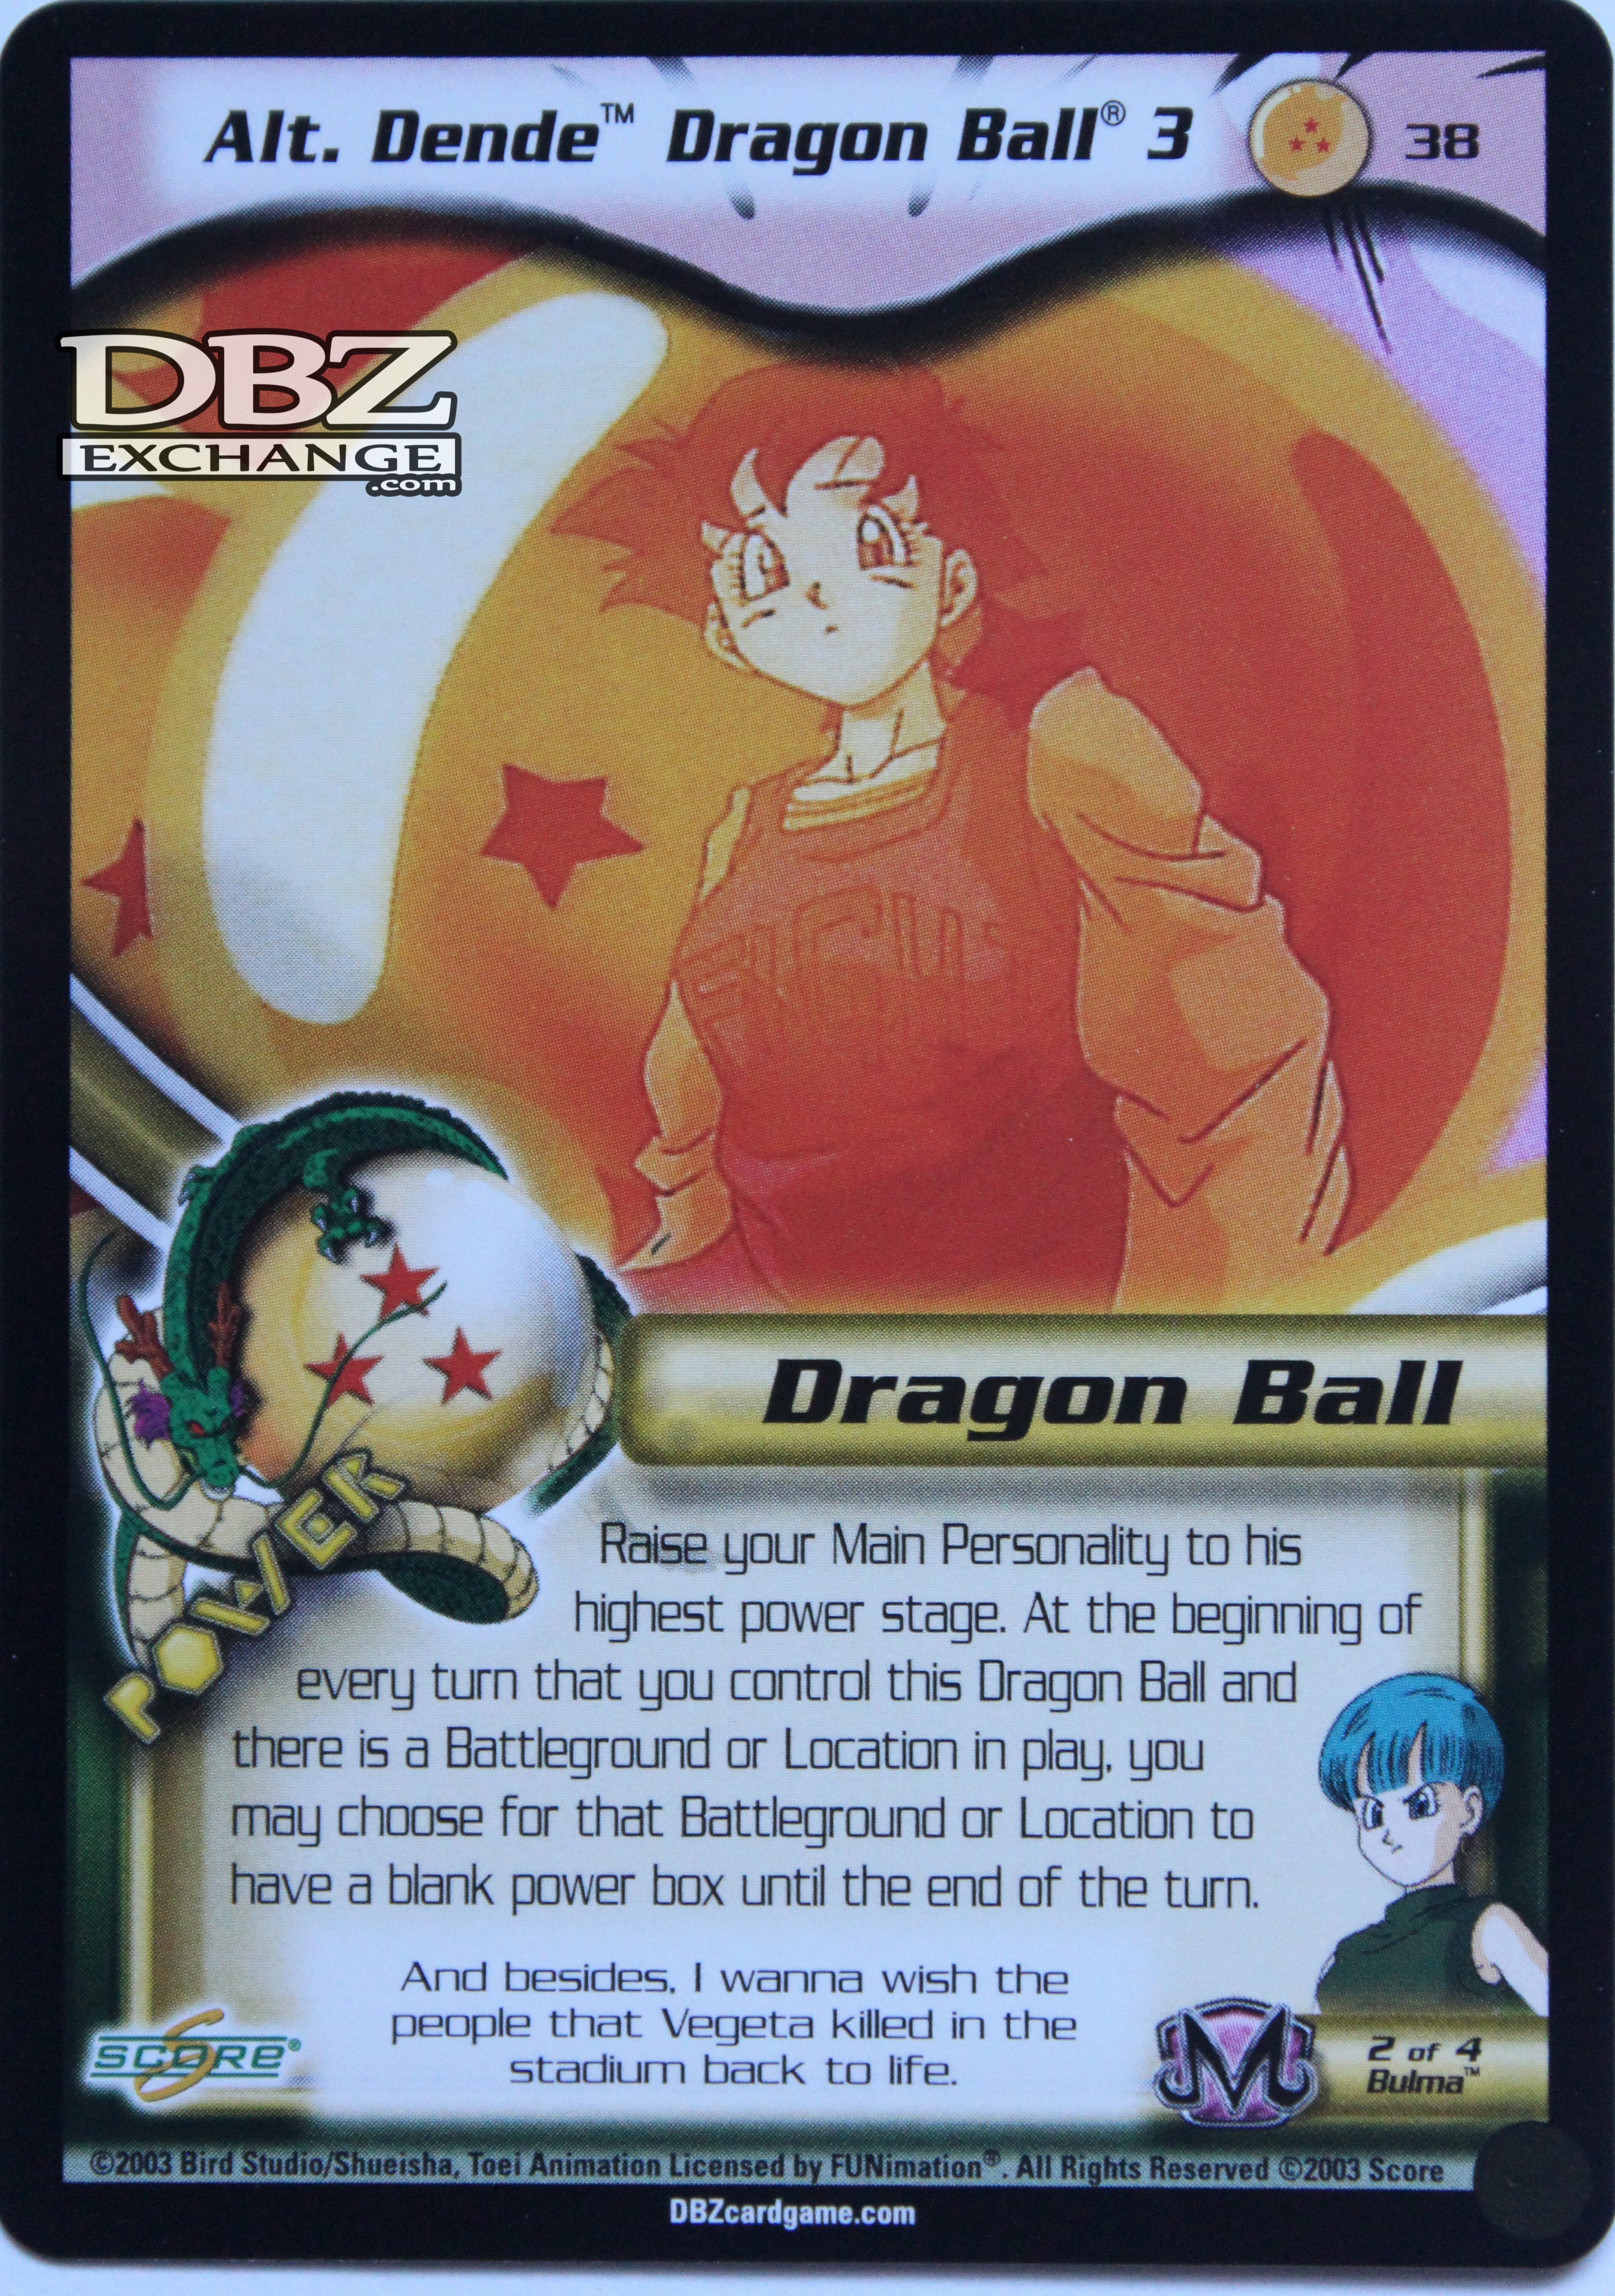 Alt. Dende™ Dragon Ball® 3
38
DBZ
EXCHANGE
.com
POWER
Dragon Ball
Raise your Main Personality to his
highest power stage. At the beginning of
every turn that you control this Dragon Ball and
there is a Battleground or Location in play, you
may choose for that Battleground or Location to
have a blank power box until the end of the turn.
And besides, I wanna wish the
people that Vegeta killed in the
stadium back to life.
SCORE®
M
2 of 4
Bulma™
©2003 Bird Studio/Shueisha, Toei Animation Licensed by FUNimation®. All Rights Reserved ©2003 Score
DBZcardgame.com